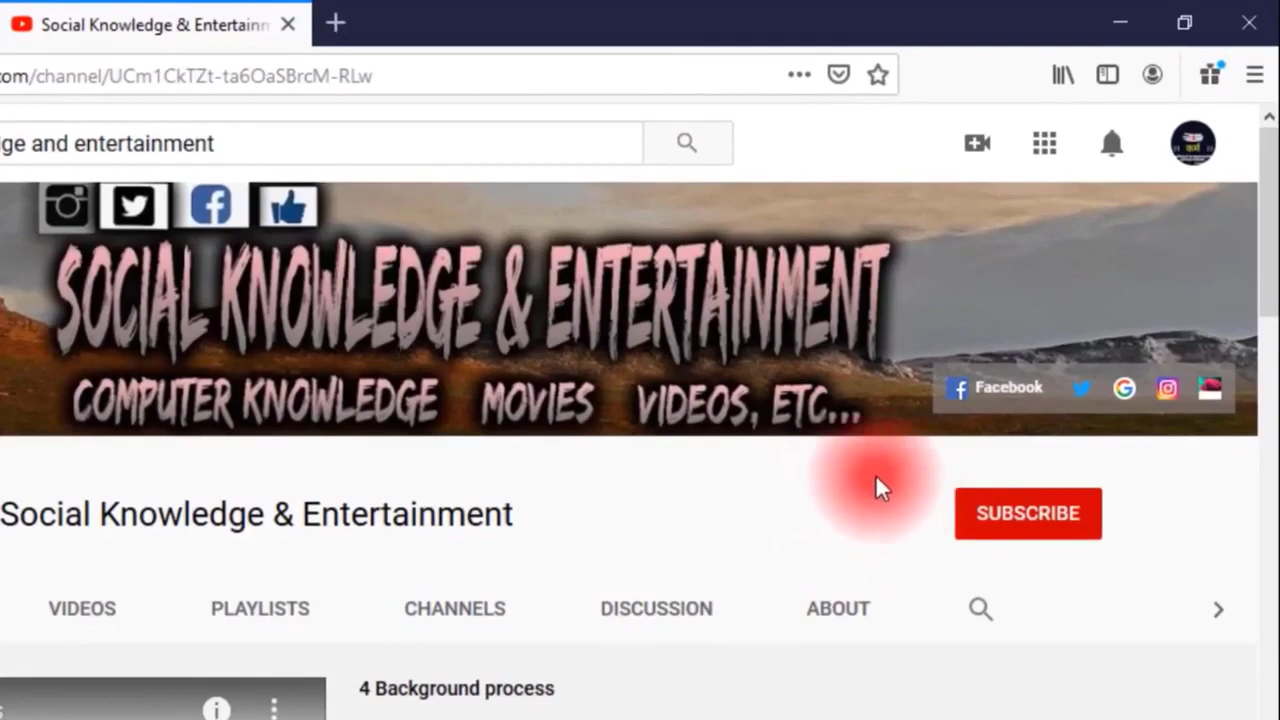 Social Knowledge & Entertainn
com/channel/UCm1CkTZt-ta6OaSBrcM-RLw
ge and entertainment
SOCIAL KNOWLEDGE & ENTERTAINMENT
COMPUTER KNOWLEDGE MOVIES VIDEOS, ETC...
Facebook
Social Knowledge & Entertainment
SUBSCRIBE
VIDEOS PLAYLISTS CHANNELS DISCUSSION ABOUT
4 Background process